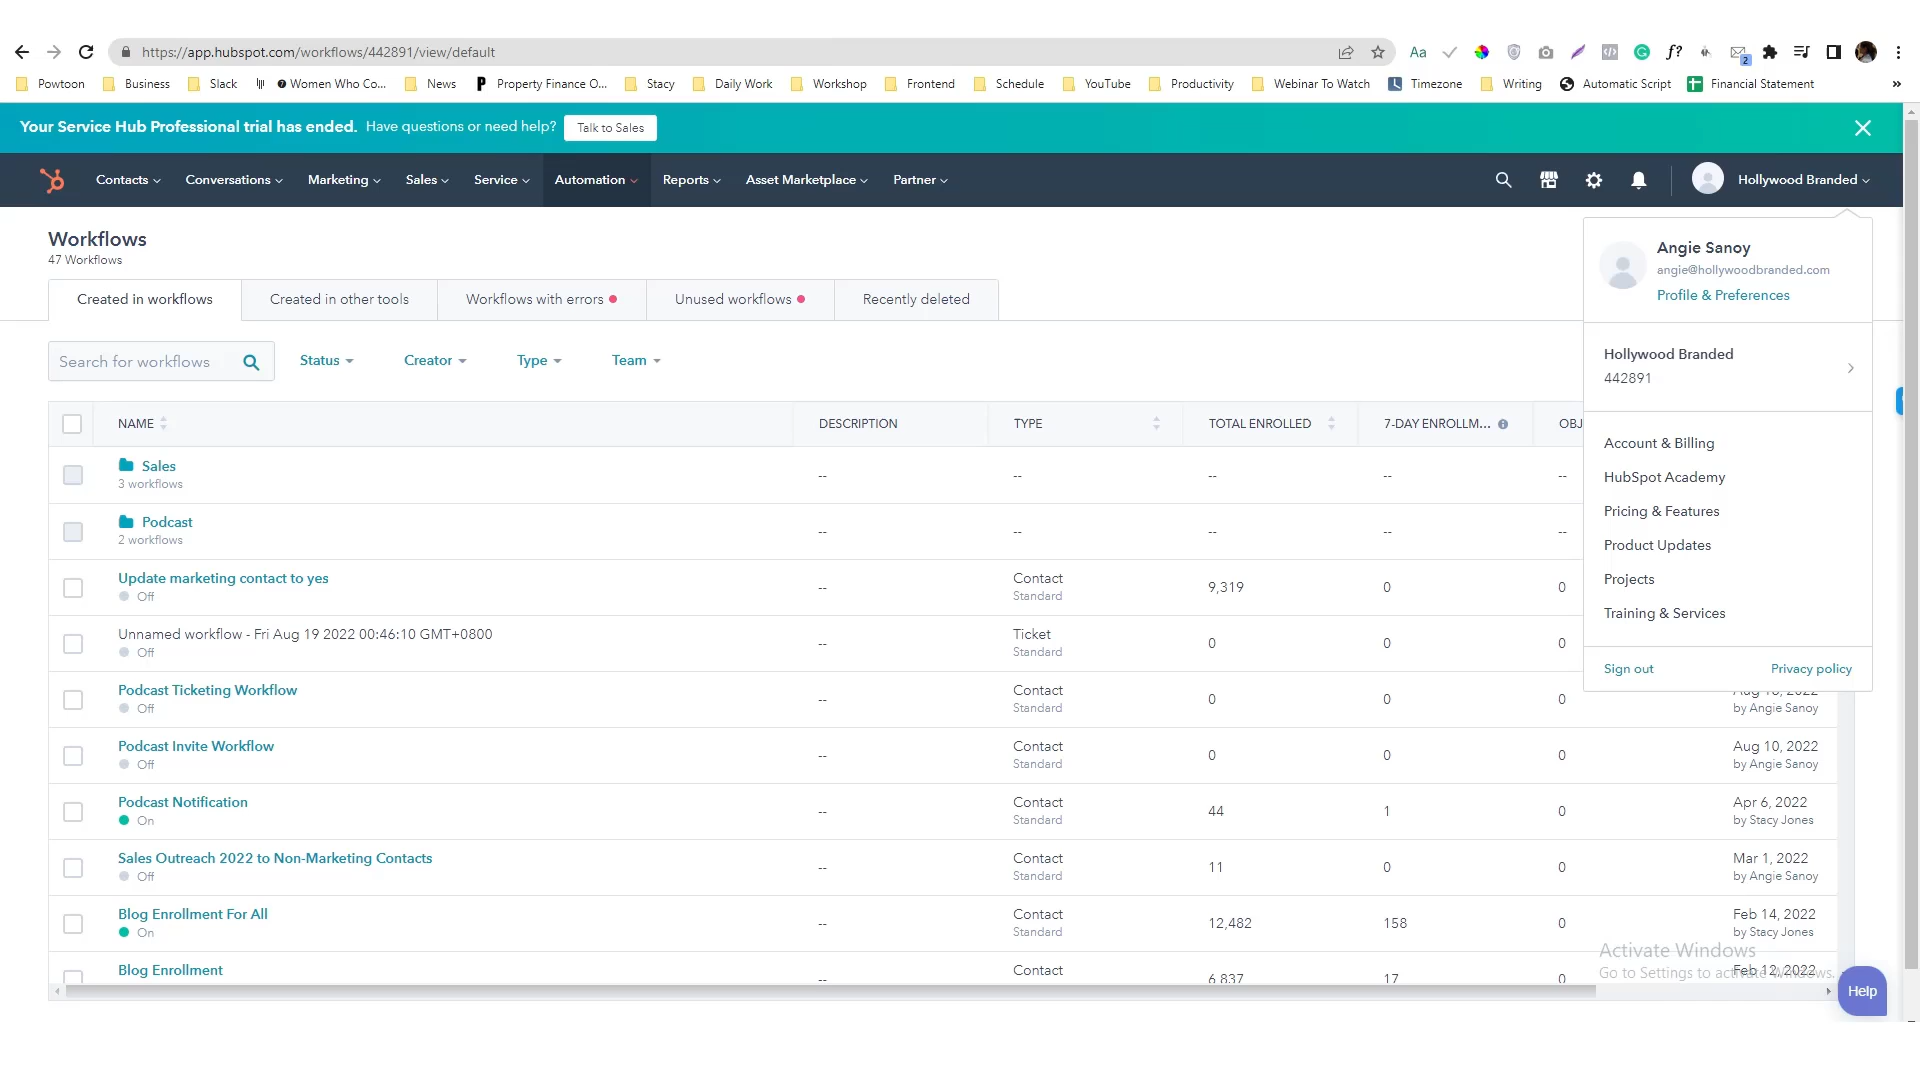 https://app.hubspot.com/workflows/442891/view/default
Aa
f?
2
Powtoon Business Slack Women Who Co... News Property Finance O... Stacy Daily Work Workshop Frontend Schedule YouTube Productivity Webinar To Watch Timezone Writing Automatic Script Financial Statement »
Your Service Hub Professional trial has ended. Have questions or need help? Talk to Sales
Contacts Conversations Marketing Sales Service Automation Reports Asset Marketplace Partner Hollywood Branded
Workflows
47 Workflows
Created in workflows Created in other tools Workflows with errors Unused workflows Recently deleted
Search for workflows Status Creator Type Team
Angie Sanoy
angie@hollywoodbranded.com
Profile & Preferences
Hollywood Branded
442891
Account & Billing
HubSpot Academy
Pricing & Features
Product Updates
Projects
Training & Services
Sign out Privacy policy
NAME DESCRIPTION TYPE TOTAL ENROLLED 7-DAY ENROLLM... OBJ
Sales -- -- -- -- --
3 workflows
Podcast -- -- -- -- --
2 workflows
Update marketing contact to yes -- Contact 9,319 0 0
Off Standard
Unnamed workflow - Fri Aug 19 2022 00:46:10 GMT+0800 -- Ticket 0 0 0
Off Standard
Podcast Ticketing Workflow -- Contact 0 0 0
Off Standard by Angie Sanoy
Podcast Invite Workflow -- Contact 0 0 0 Aug 10, 2022
Off Standard by Angie Sanoy
Podcast Notification -- Contact 44 1 0 Apr 6, 2022
On Standard by Stacy Jones
Sales Outreach 2022 to Non-Marketing Contacts -- Contact 11 0 0 Mar 1, 2022
Off Standard by Angie Sanoy
Blog Enrollment For All -- Contact 12,482 158 0 Feb 14, 2022
On Standard by Stacy Jones
Blog Enrollment -- Contact 6,837 17 0 Feb 12, 2022
Activate Windows
Go to Settings to activate Windows.
Help